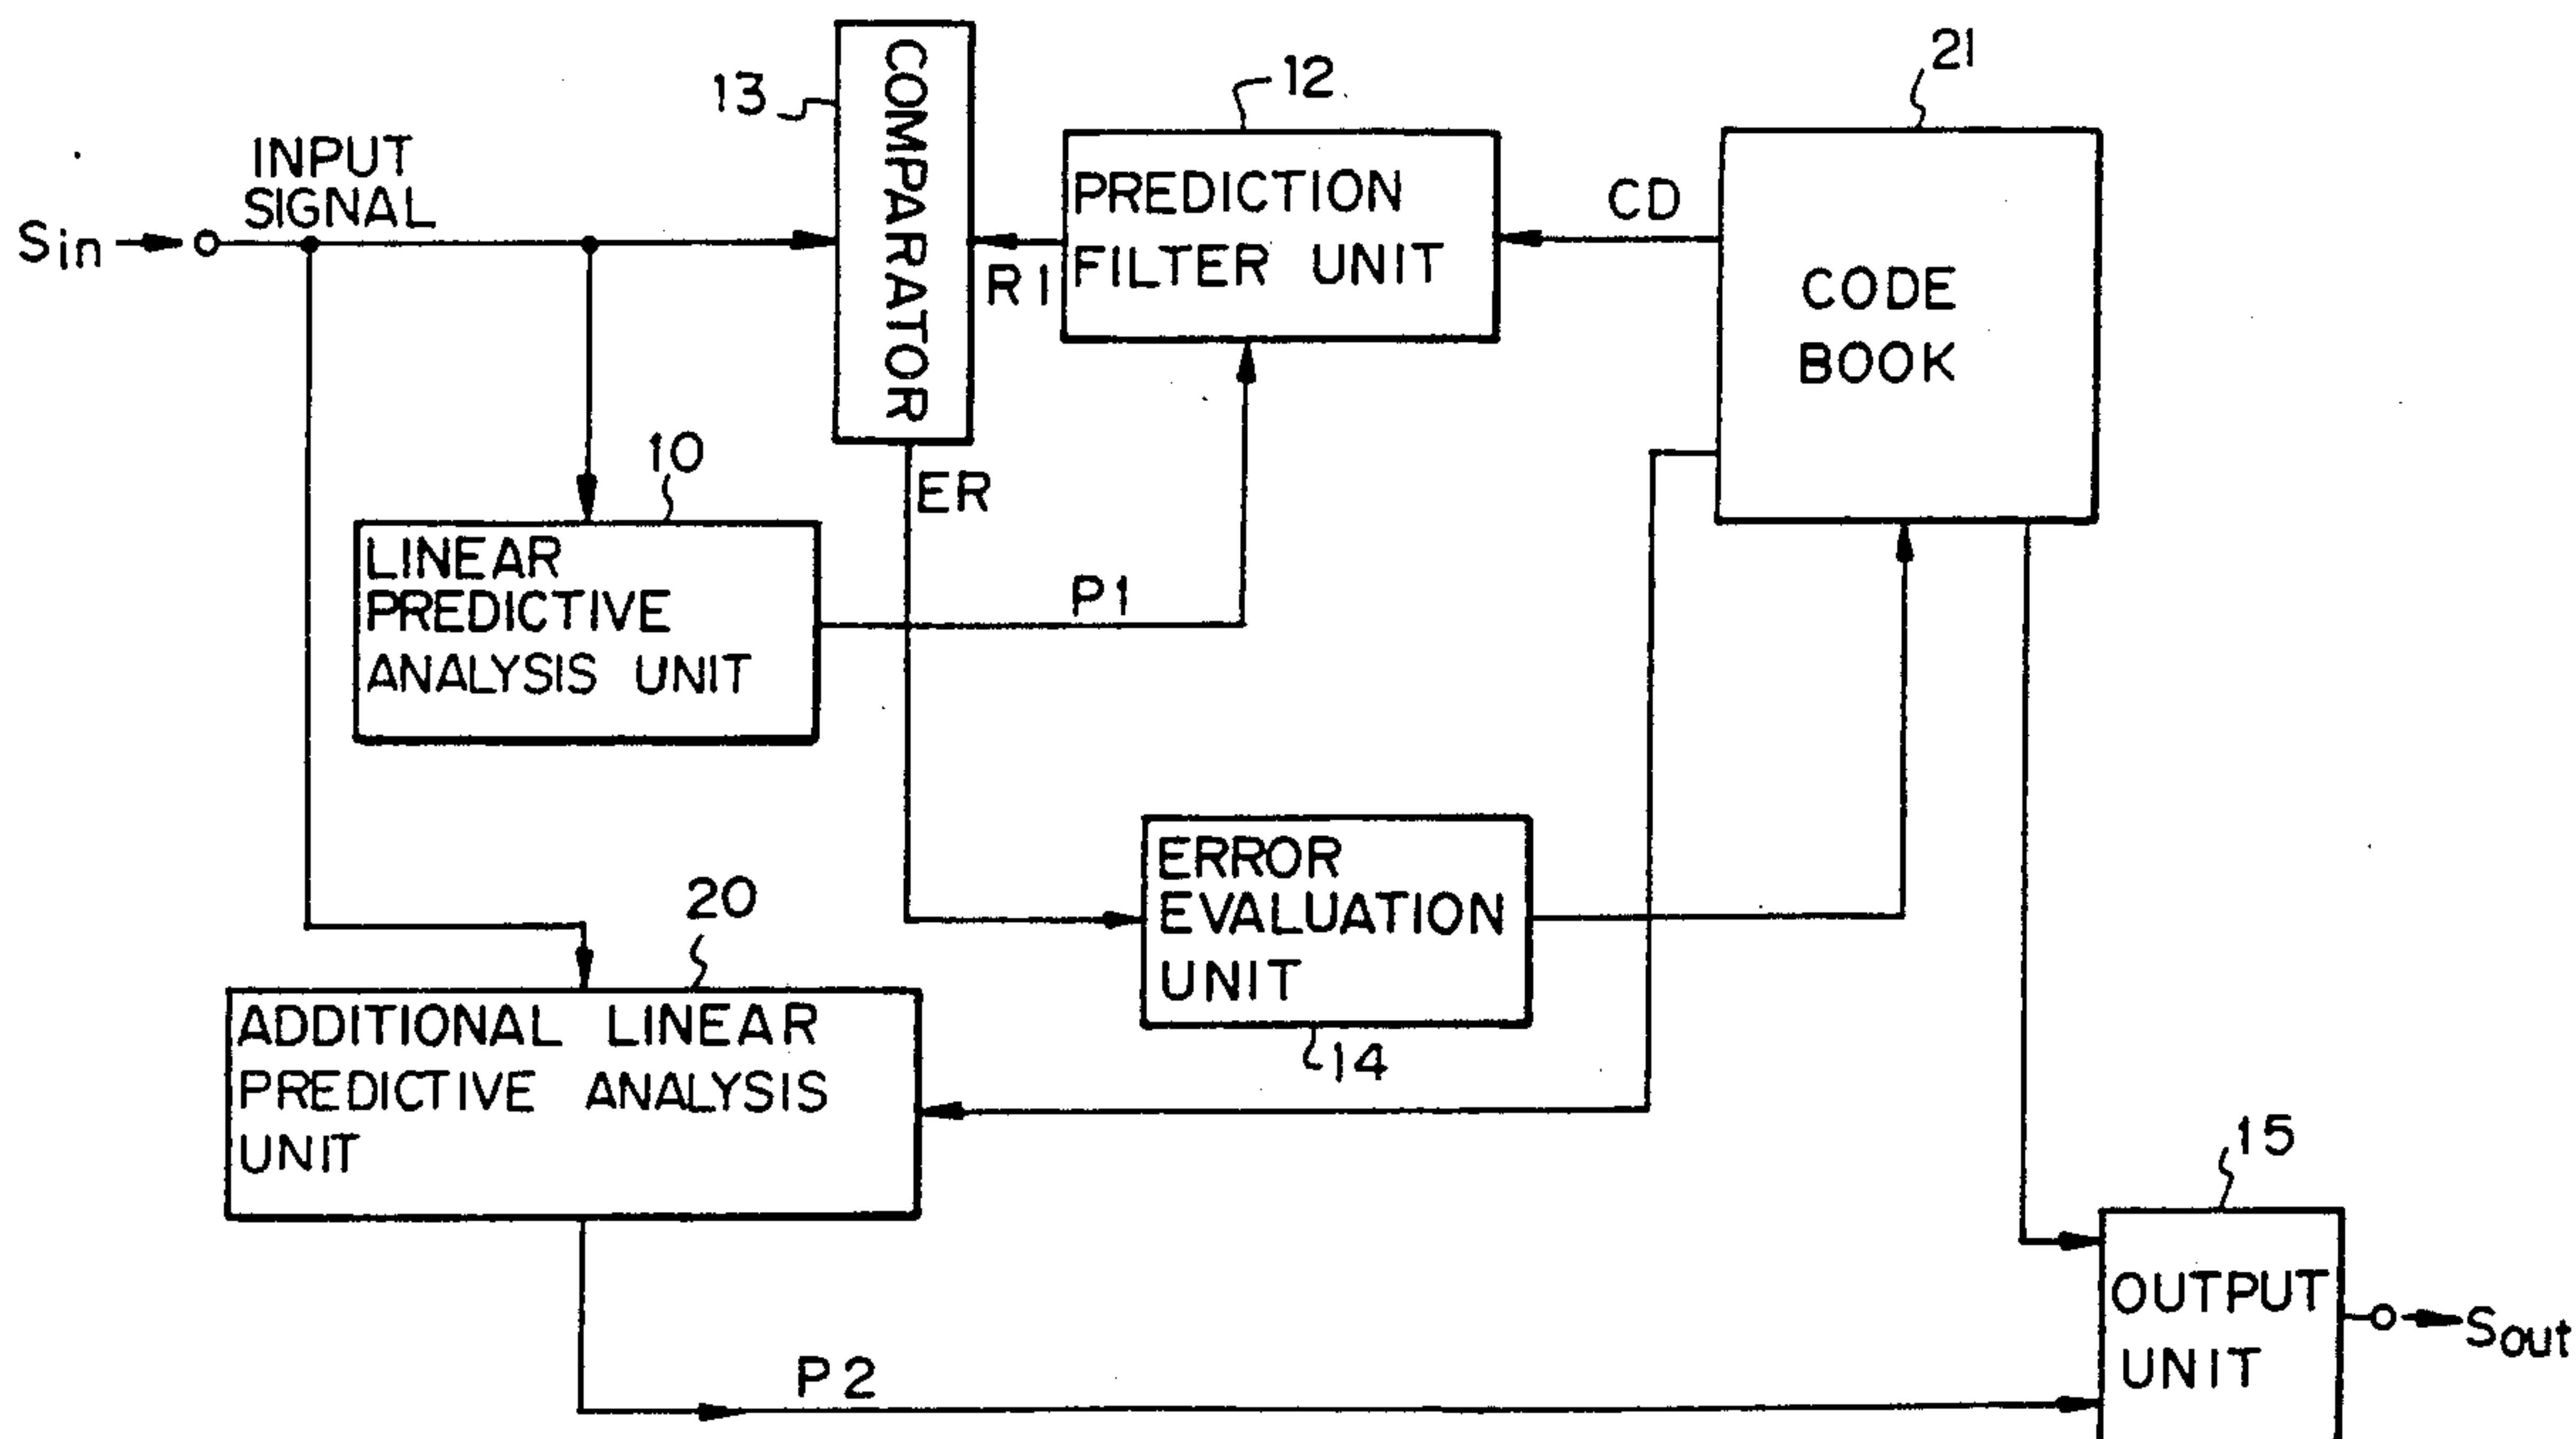 21
12
13
COMPARATOR
INPUT
SIGNAL
PREDICTION
FILTER UNIT
CD
CODE
BOOK
Sin
R1
10
ER
LINEAR
PREDICTIVE
ANALYSIS UNIT
P1
ERROR
EVALUATION
UNIT
14
20
ADDITIONAL LINEAR
PREDICTIVE ANALYSIS
UNIT
15
OUTPUT
UNIT
Sout
P2